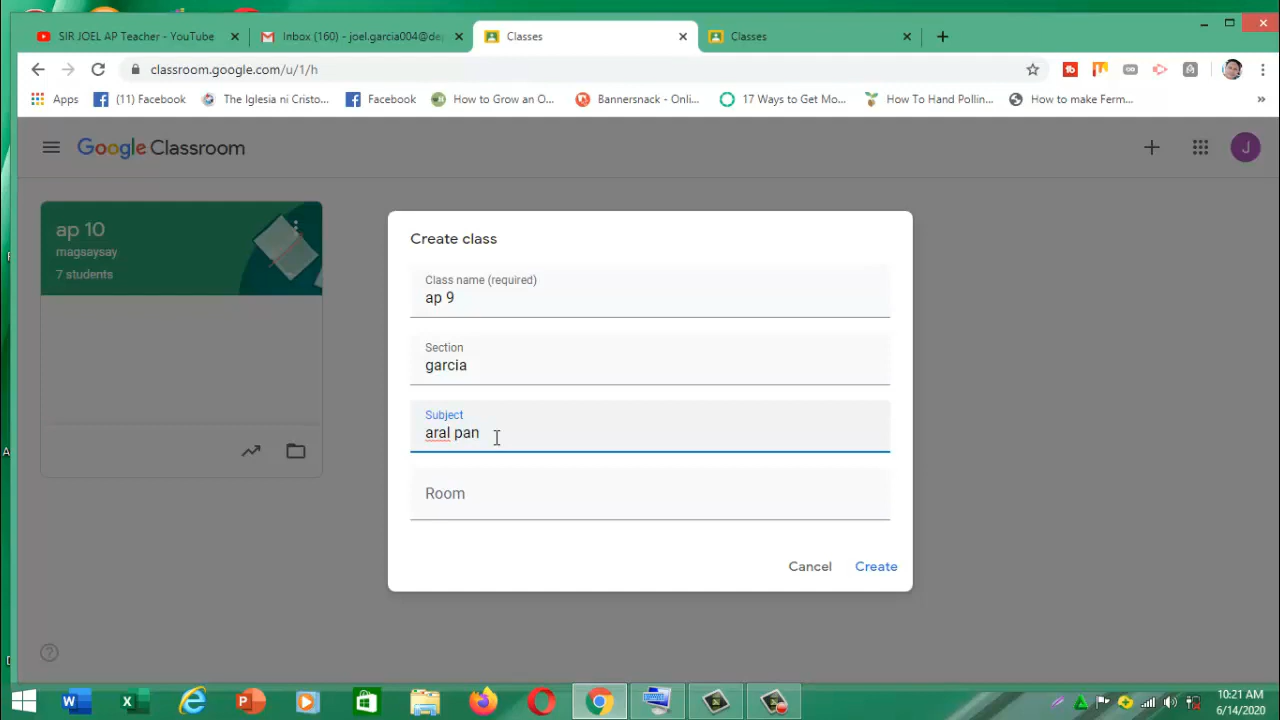 SIR JOEL AP Teacher - YouTube
Inbox (160) - joel.garcia004@de
Classes
Classes
classroom.google.com/u/1/h
Apps
(11) Facebook
The Iglesia ni Cristo...
Facebook
How to Grow an O...
Bannersnack - Onli...
17 Ways to Get Mo...
How To Hand Pollin...
How to make Ferm...
»
Google Classroom
J
ap 10
magsaysay
7 students
Create class
Class name (required)
ap 9
Section
garcia
Subject
aral pan
Room
Cancel
Create
10:21 AM
6/14/2020